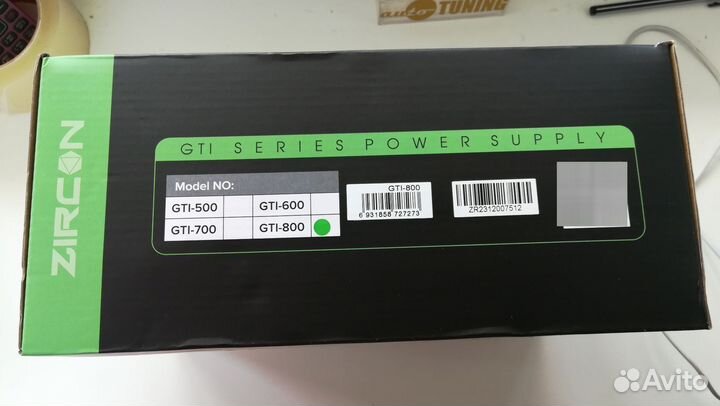 auto TUNING
ZIRCON
GTI SERIES POWER SUPPLY
Model NO:
GTI-500 GTI-600
GTI-700 GTI-800
GTI-800
6 931858 727273
ZR2312007512
Avito